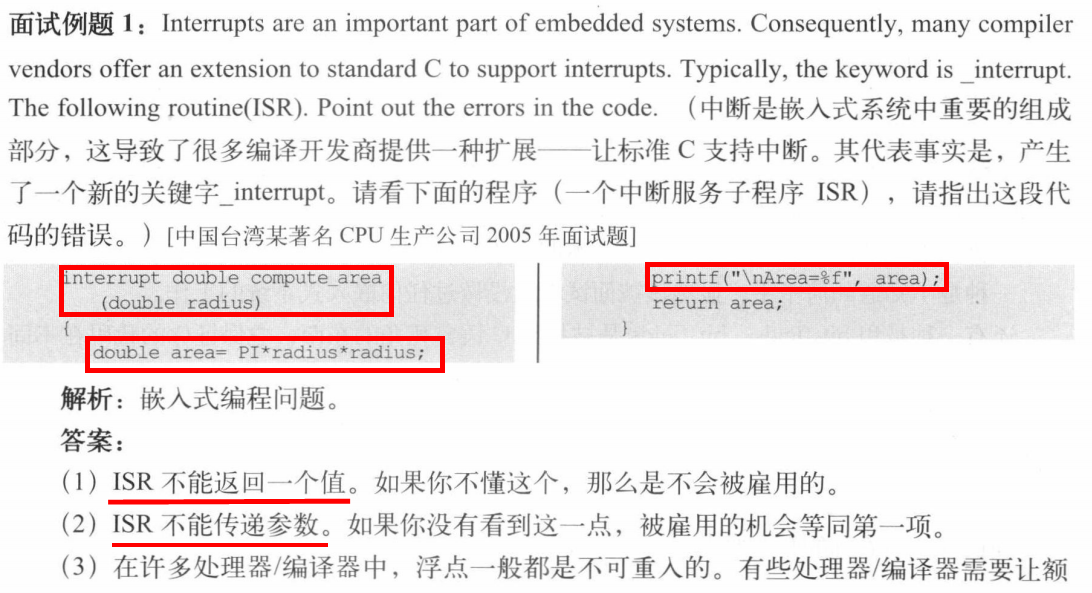 面试例题 1：Interrupts are an important part of embedded systems. Consequently, many compiler
vendors offer an extension to standard C to support interrupts. Typically, the keyword is _interrupt.
The following routine(ISR). Point out the errors in the code. （中断是嵌入式系统中重要的组成
部分，这导致了很多编译开发商提供一种扩展——让标准 C 支持中断。其代表事实是，产生
了一个新的关键字_interrupt。请看下面的程序（一个中断服务子程序 ISR），请指出这段代
码的错误。）[中国台湾某著名 CPU 生产公司 2005 年面试题]
interrupt double compute_area
(double radius)
{
double area= PI*radius*radius;
printf("\nArea=%f", area);
return area;
}
解析：嵌入式编程问题。
答案：
（1）ISR 不能返回一个值。如果你不懂这个，那么是不会被雇用的。
（2）ISR 不能传递参数。如果你没有看到这一点，被雇用的机会等同第一项。
（3）在许多处理器/编译器中，浮点一般都是不可重入的。有些处理器/编译器需要让额